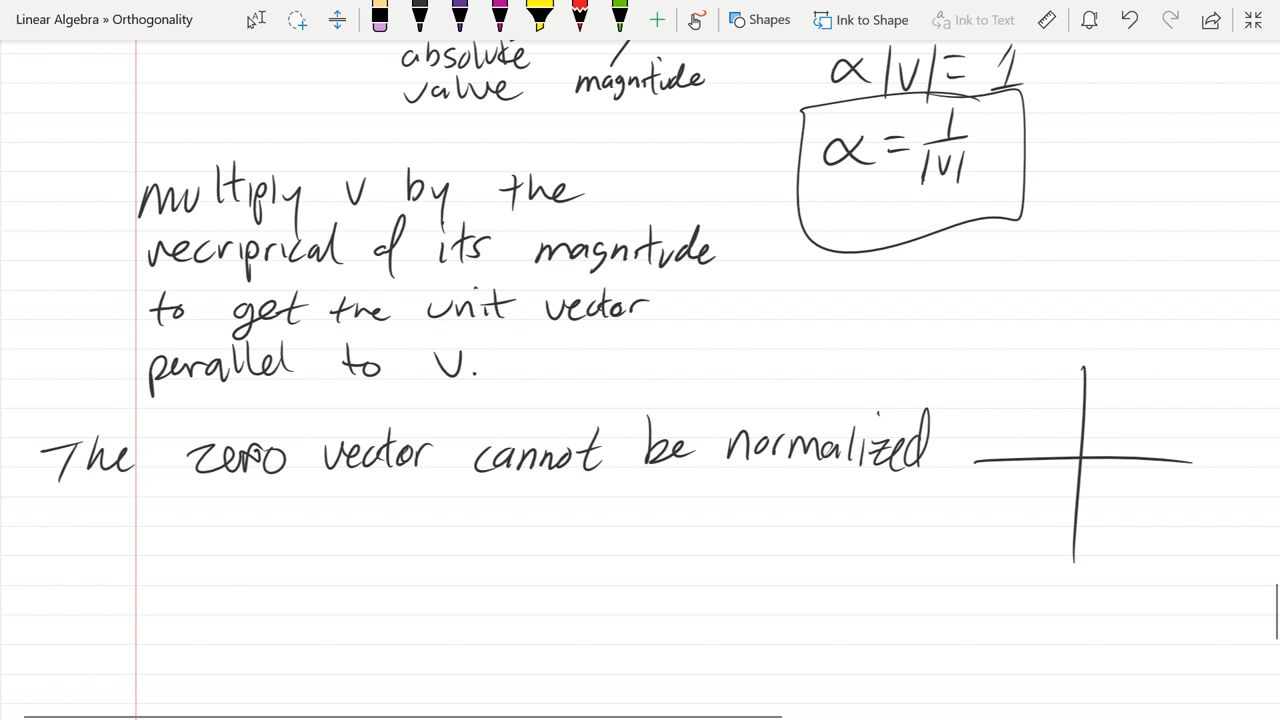 Linear Algebra » Orthogonality
Shapes
Ink to Shape
Ink to Text
absolute
value
magnitude
α|v| = 1
α = 1/|v|
multiply v by the
recriprical of its magnitude
to get the unit vector
parallel to v.
The zero vector cannot be normalized